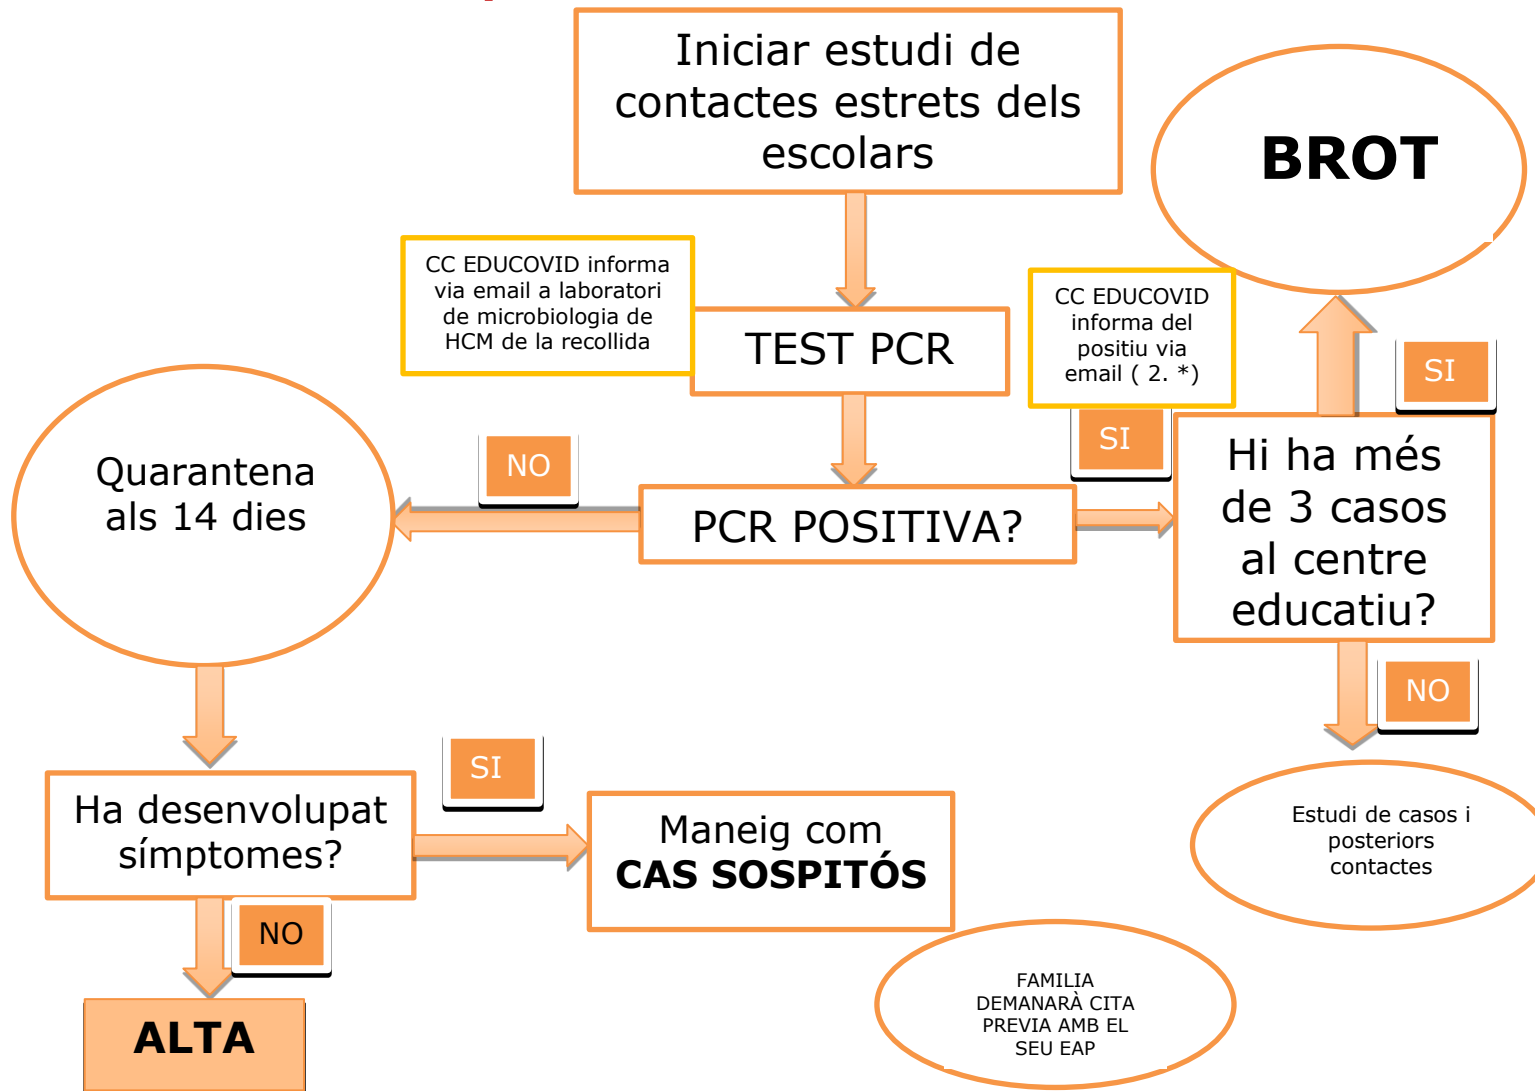 Iniciar estudi de
contactes estrets dels
escolars
BROT
CC EDUCOVID informa
via email a laboratori
de microbiologia de
HCM de la recollida
TEST PCR
CC EDUCOVID
informa del
positiu via
email ( 2. *)
SI
SI
Quarantena
als 14 dies
NO
PCR POSITIVA?
Hi ha més
de 3 casos
al centre
educatiu?
NO
Ha desenvolupat
símptomes?
SI
Maneig com
CAS SOSPITÓS
Estudi de casos i
posteriors
contactes
NO
ALTA
FAMILIA
DEMANARÀ CITA
PREVIA AMB EL
SEU EAP